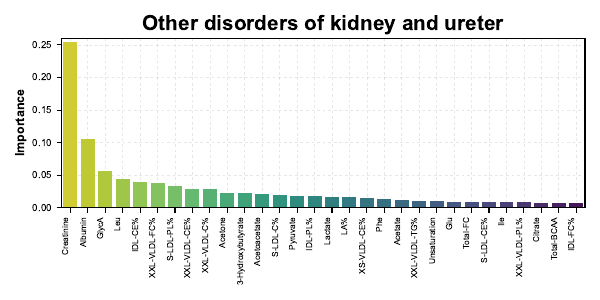 Other disorders of kidney and ureter
Importance
0.25
0.20
0.15
0.10
0.05
0.00
Creatinine
Albumin
GlycA
Leu
IDL-CE%
XXL-VLDL-FC%
S-LDL-PL%
XXL-VLDL-CE%
XXL-VLDL-C%
Acetone
3-Hydroxybutyrate
Acetoacetate
S-LDL-C%
Pyruvate
IDL-PL%
Lactate
LA%
XS-VLDL-CE%
Phe
Acetate
XXL-VLDL-TG%
Unsaturation
Glu
Total-FC
S-LDL-CE%
Ile
XXL-VLDL-PL%
Citrate
Total-BCAA
IDL-FC%